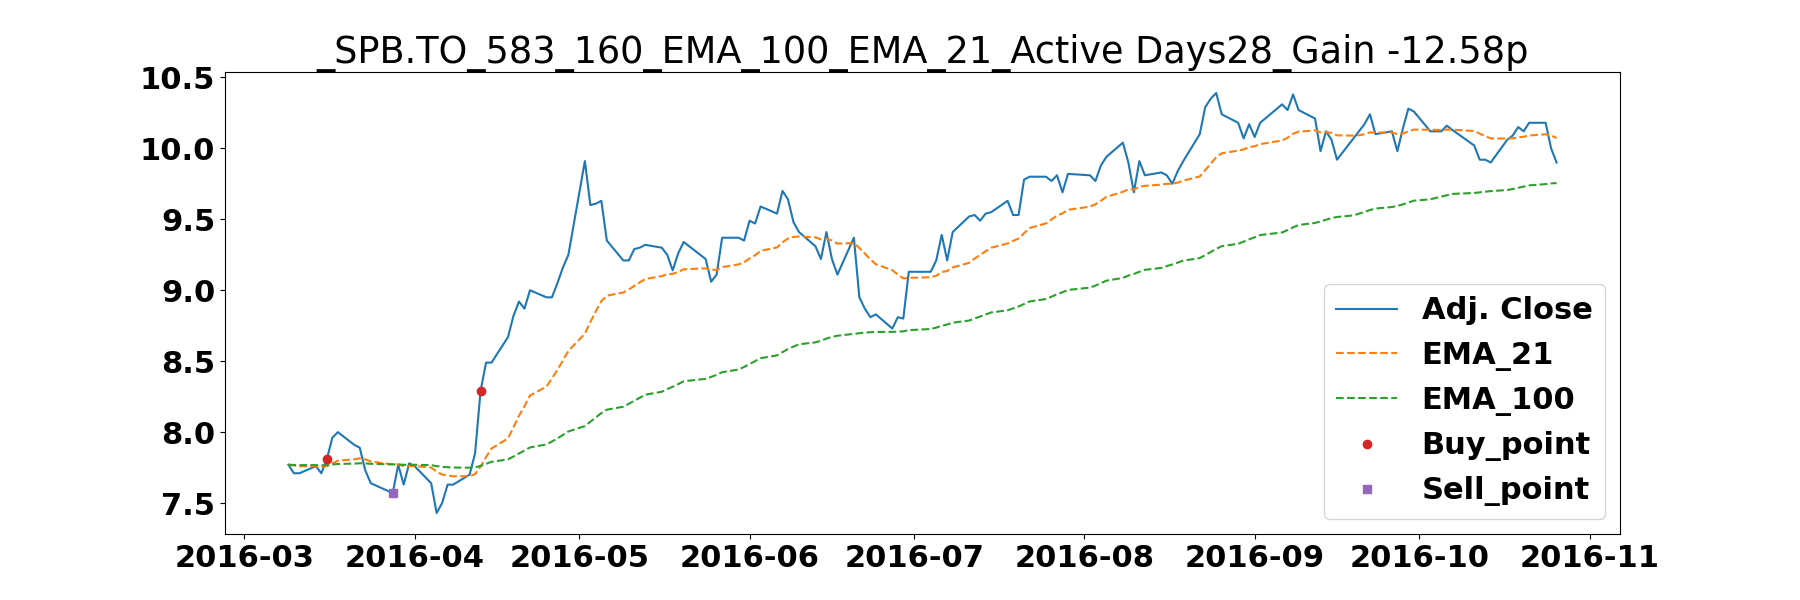 _SPB.TO_583_160_EMA_100_EMA_21_Active Days28_Gain -12.58p
10.5
10.0
9.5
9.0
8.5
8.0
7.5
Adj. Close
EMA_21
EMA_100
Buy_point
Sell_point
2016-03 2016-04 2016-05 2016-06 2016-07 2016-08 2016-09 2016-10 2016-11